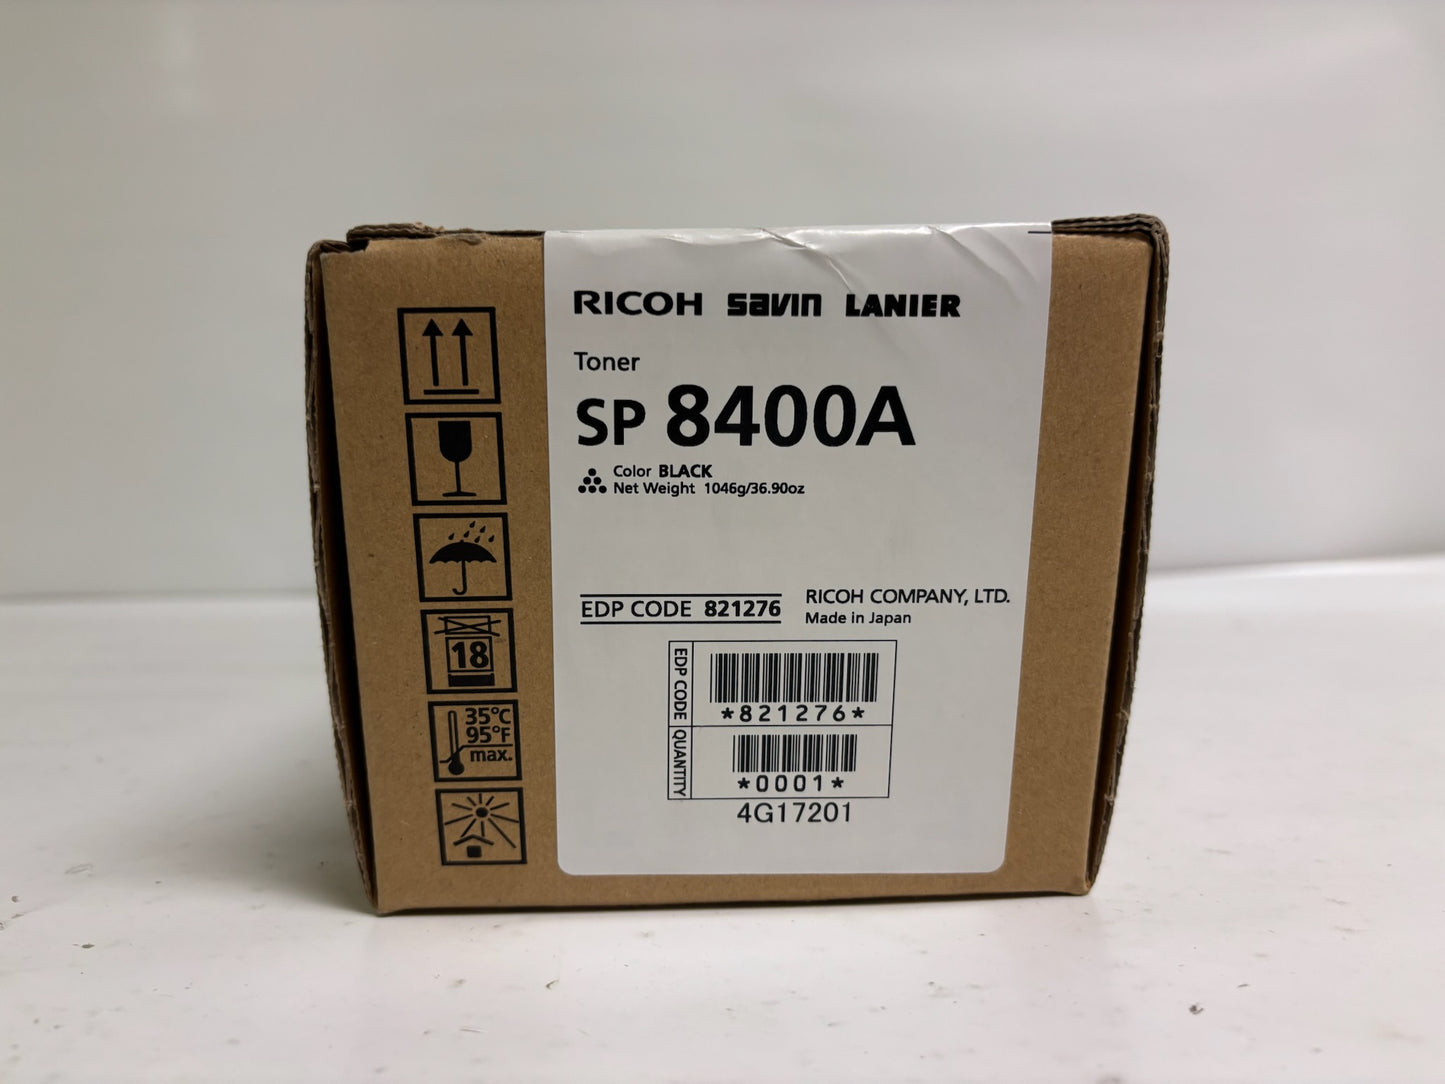 RICOH savin LANIER
Toner
SP 8400A
Color BLACK
Net Weight 1046g/36.90oz
EDP CODE 821276
RICOH COMPANY, LTD.
Made in Japan
EDP CODE
*821276*
QUANTITY
*0001*
4G17201
18
35°C
95°F
max.